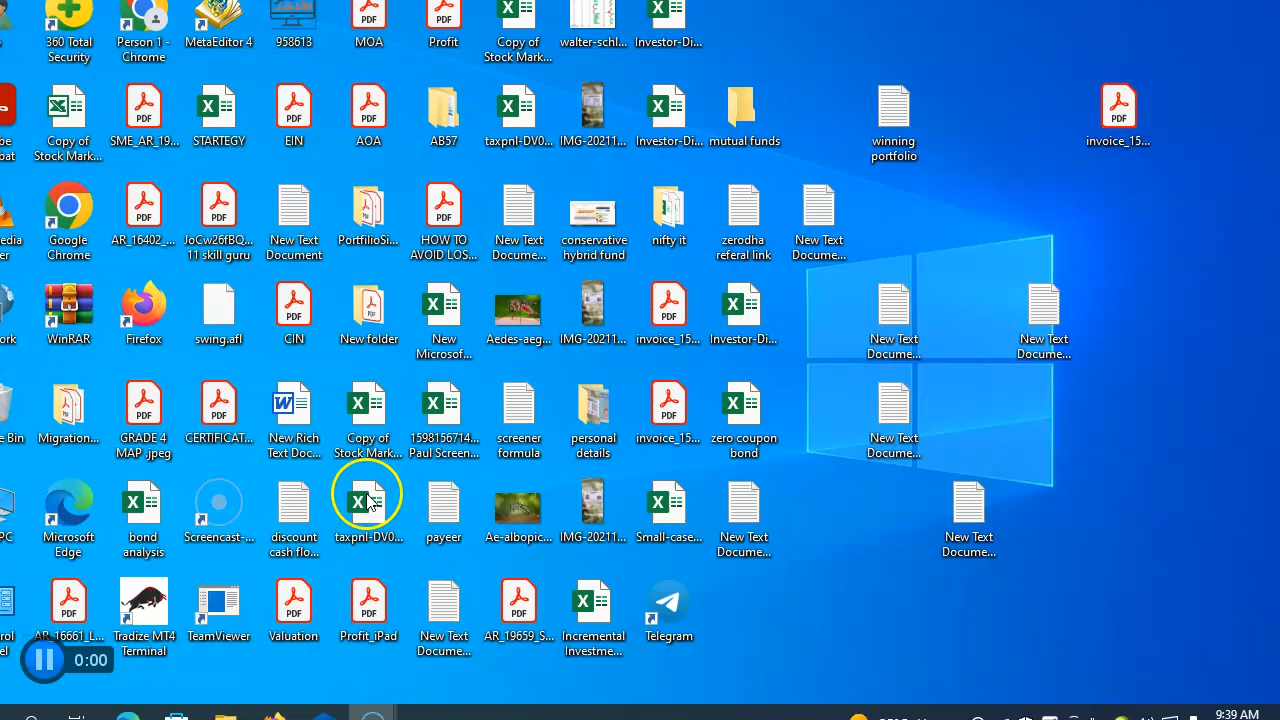 360 Total
Security
Person 1 -
Chrome
MetaEditor 4
958613
MOA
Profit
Copy of
Stock Mark...
walter-schl...
Investor-Di...
Copy of
Stock Mark...
SME_AR_19...
STARTEGY
EIN
AOA
AB57
taxpnl-DV0...
IMG-20211...
Investor-Di...
mutual funds
winning
portfolio
invoice_15...
Google
Chrome
AR_16402_...
JoCw26fBQ...
11 skill guru
New Text
Document
PortfilioSi...
HOW TO
AVOID LOS...
New Text
Docume...
conservative
hybrid fund
nifty it
zerodha
referal link
New Text
Docume...
WinRAR
Firefox
swing.afl
CIN
New folder
New
Microsof...
Aedes-aeg...
IMG-20211...
invoice_15...
Investor-Di...
New Text
Docume...
New Text
Docume...
Bin
Migration...
GRADE 4
MAP .jpeg
CERTIFICAT...
New Rich
Text Doc...
Copy of
Stock Mark...
1598156714...
Paul Screen...
screener
formula
personal
details
invoice_15...
zero coupon
bond
New Text
Docume...
PC
Microsoft
Edge
bond
analysis
Screencast-...
discount
cash flo...
taxpnl-DV0...
payeer
Ae-albopic...
IMG-20211...
Small-case...
New Text
Docume...
New Text
Docume...
AR_16661_L...
Tradize MT4
Terminal
TeamViewer
Valuation
Profit_iPad
New Text
Docume...
AR_19659_S...
Incremental
Investme...
Telegram
0:00
9:39 AM